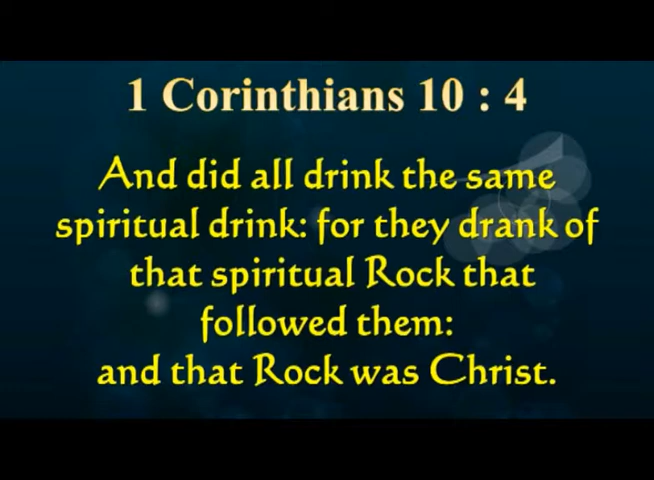 1 Corinthians 10 : 4
And did all drink the same
spiritual drink: for they drank of
that spiritual Rock that
followed them:
and that Rock was Christ.